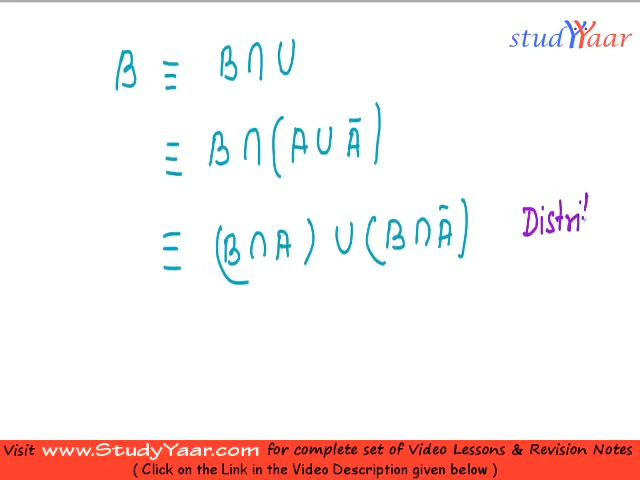 studYYaar
B ≡ B ∩ U
≡ B ∩ (A ∪ Ā)
≡ (B ∩ A) ∪ (B ∩ Ā) Distri
Visit www.StudyYaar.com for complete set of Video Lessons & Revision Notes
( Click on the Link in the Video Description given below )